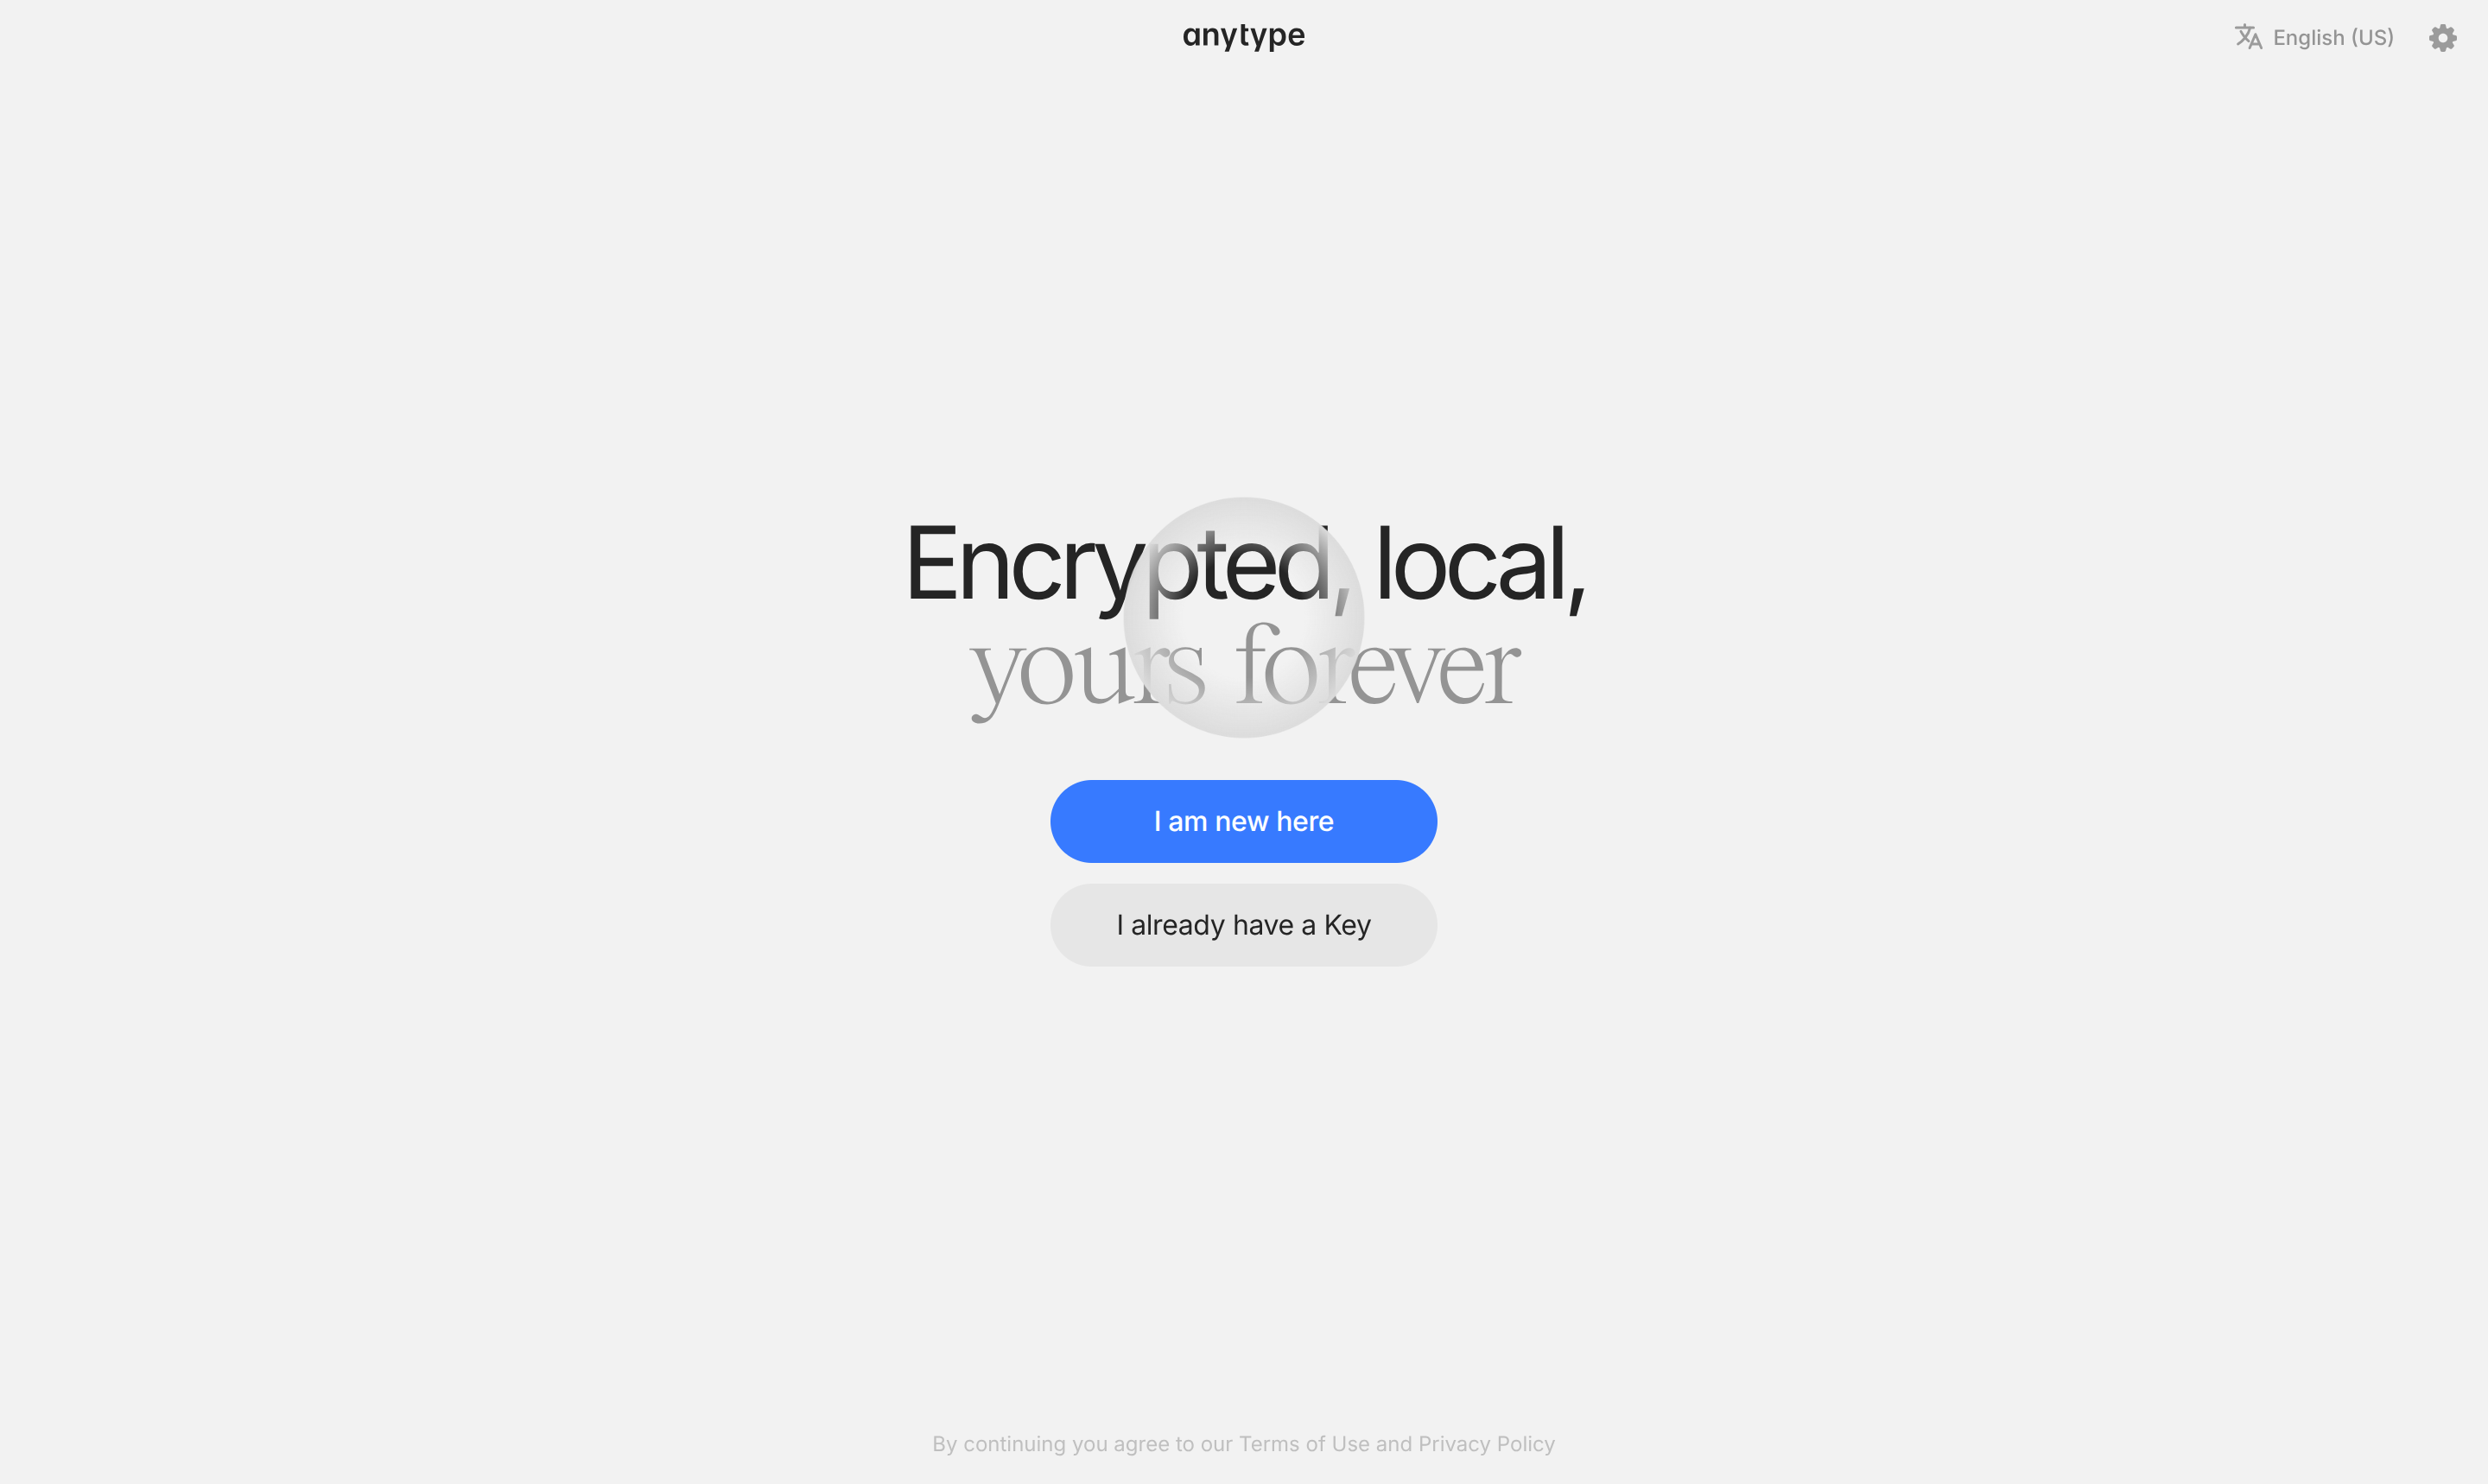 anytype
English (US)
Encrypted, local,
yours forever
I am new here
I already have a Key
By continuing you agree to our Terms of Use and Privacy Policy